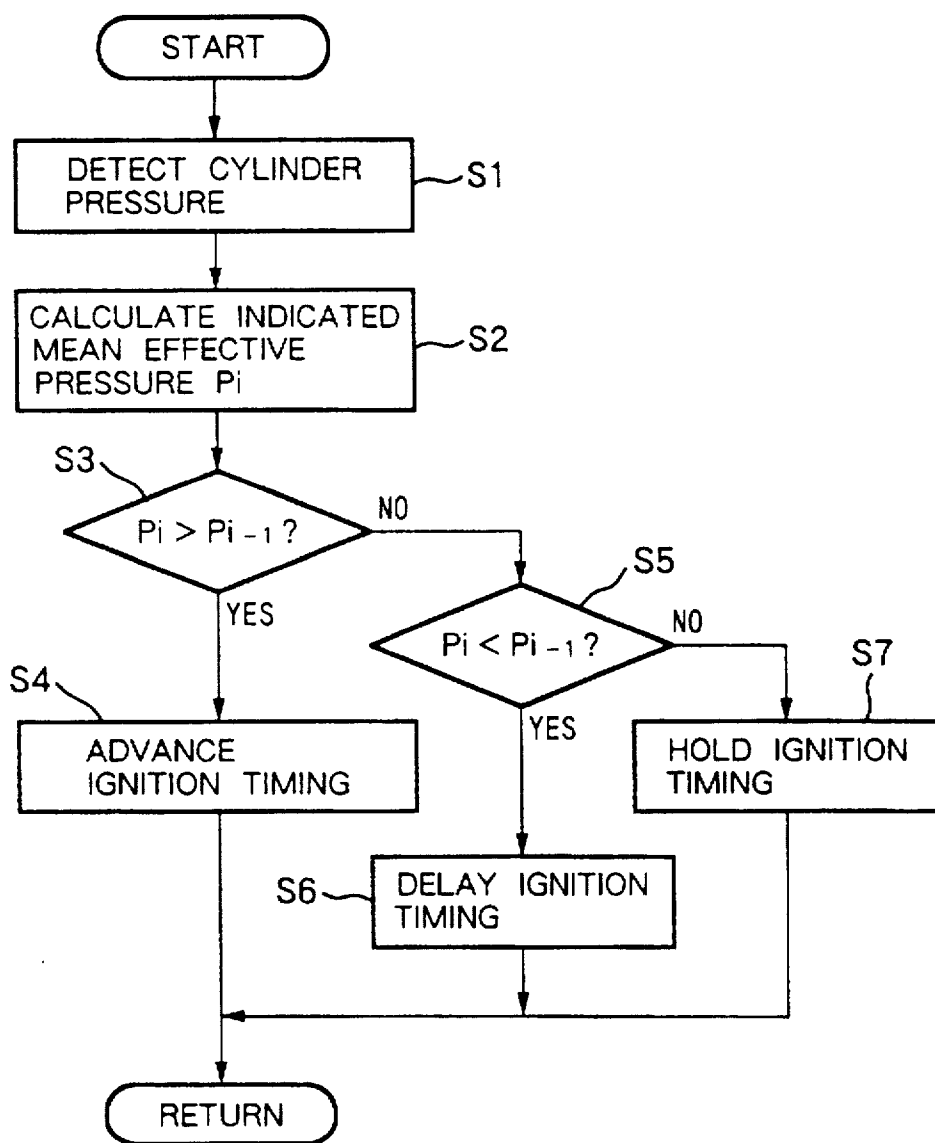 START
DETECT CYLINDER
PRESSURE
S1
CALCULATE INDICATED
MEAN EFFECTIVE
PRESSURE Pi
S2
S3
Pi > Pi-1 ?
NO
YES
S5
Pi < Pi-1 ?
NO
YES
S4
ADVANCE
IGNITION TIMING
S7
HOLD IGNITION
TIMING
S6
DELAY IGNITION
TIMING
RETURN